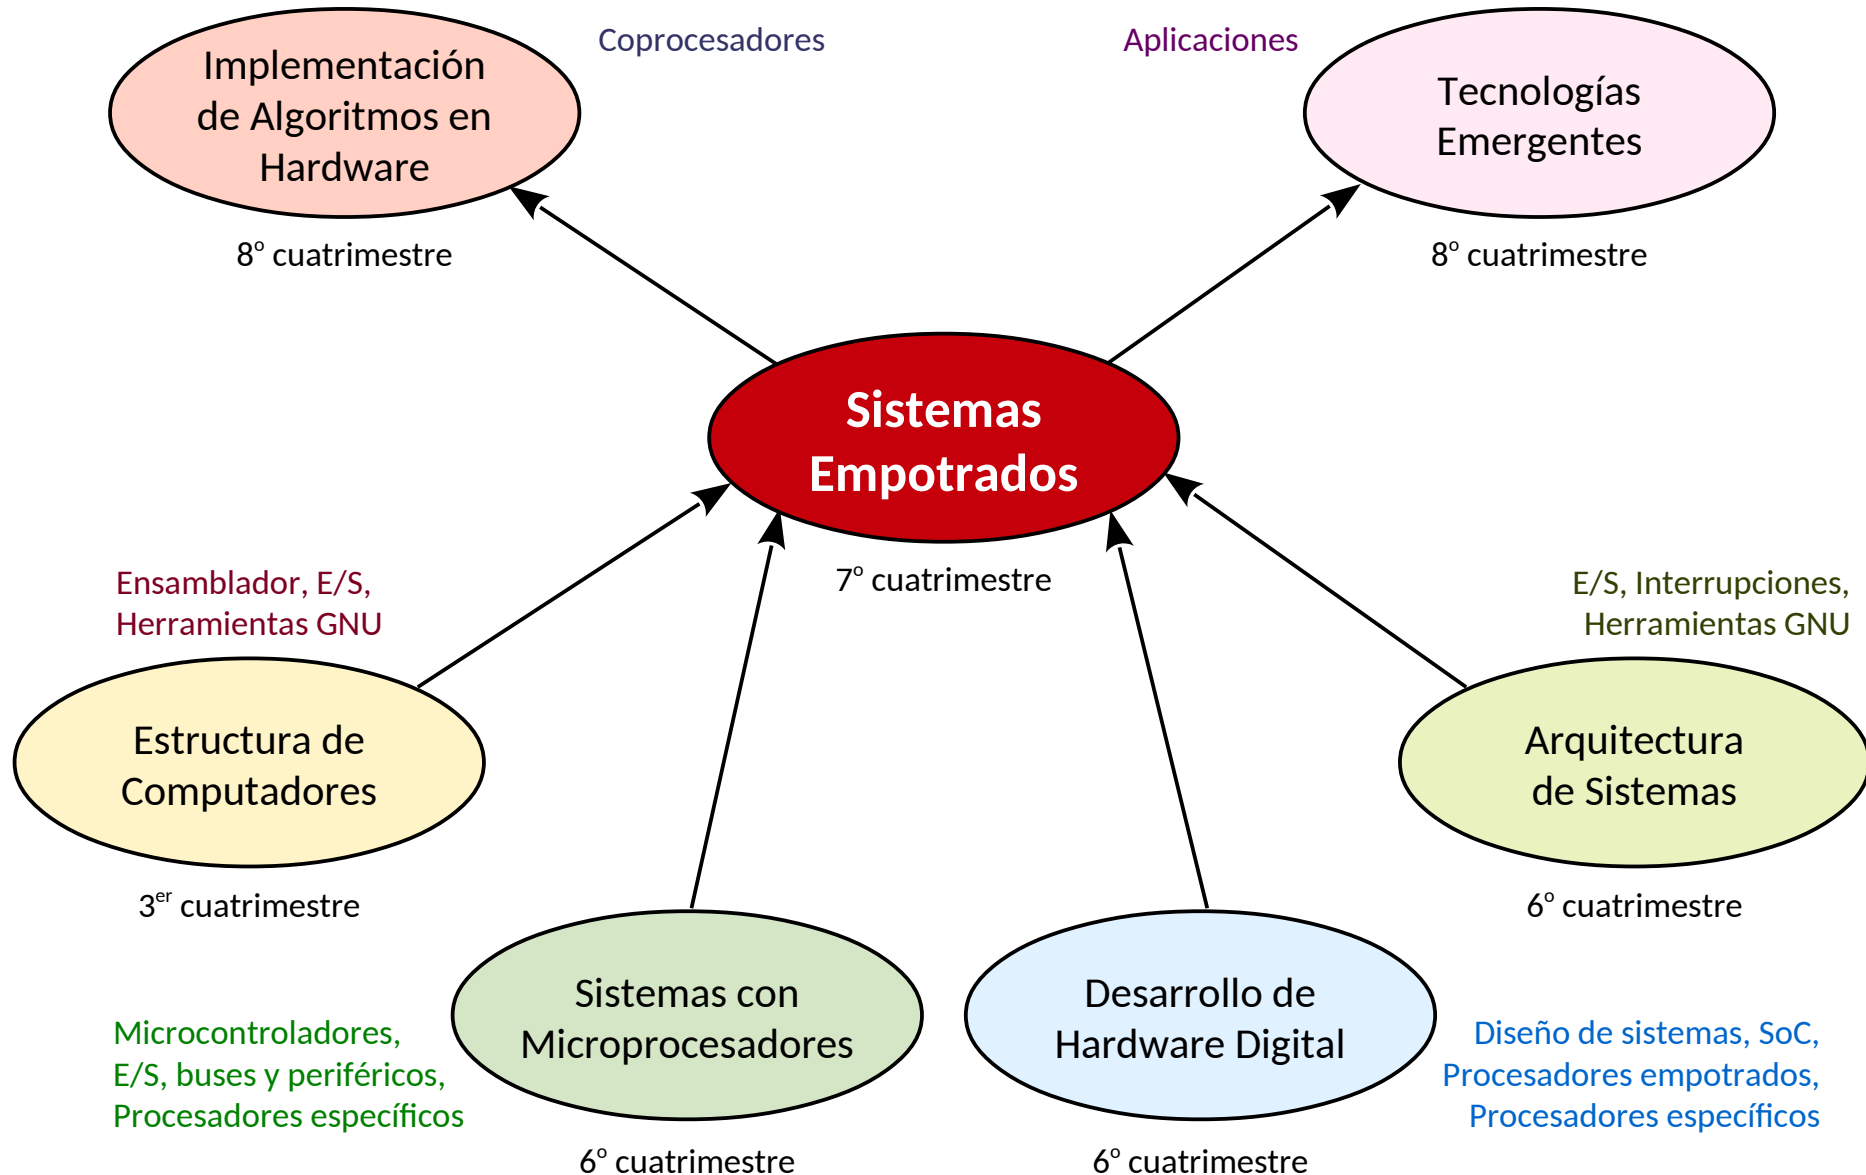 Implementación
de Algoritmos en
Hardware
8º cuatrimestre
Coprocesadores
Aplicaciones
Tecnologías
Emergentes
8º cuatrimestre
Sistemas
Empotrados
7º cuatrimestre
Ensamblador, E/S,
Herramientas GNU
Estructura de
Computadores
3er cuatrimestre
E/S, Interrupciones,
Herramientas GNU
Arquitectura
de Sistemas
6º cuatrimestre
Microcontroladores,
E/S, buses y periféricos,
Procesadores específicos
Sistemas con
Microprocesadores
6º cuatrimestre
Desarrollo de
Hardware Digital
6º cuatrimestre
Diseño de sistemas, SoC,
Procesadores empotrados,
Procesadores específicos